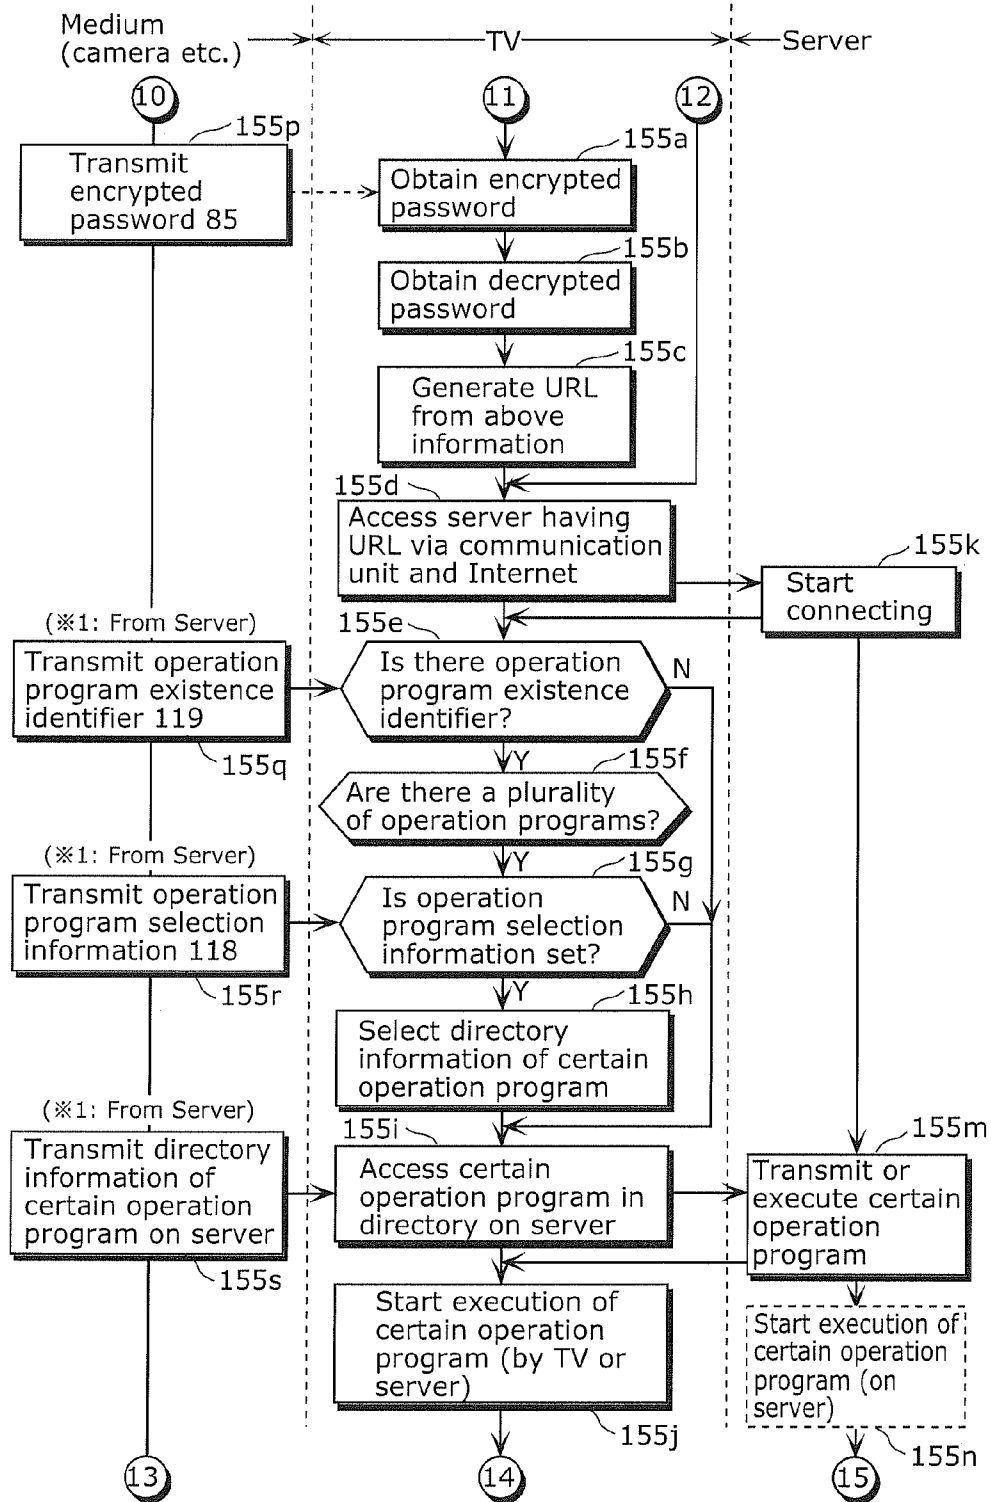 Medium
(camera etc.)
TV
Server
10
11
12
155p
Transmit
encrypted
password 85
155a
Obtain encrypted
password
155b
Obtain decrypted
password
155c
Generate URL
from above
information
155d
Access server having
URL via communication
unit and Internet
155k
Start
connecting
(※1: From Server)
Transmit operation
program existence
identifier 119
155q
155e
Is there operation
program existence
identifier?
N
Y
155f
Are there a plurality
of operation programs?
Y
(※1: From Server)
Transmit operation
program selection
information 118
155r
155g
Is operation
program selection
information set?
N
Y
155h
Select directory
information of certain
operation program
(※1: From Server)
Transmit directory
information of
certain operation
program on server
155s
155i
Access certain
operation program in
directory on server
155m
Transmit or
execute certain
operation
program
Start execution of
certain operation
program (by TV or
server)
155j
Start execution of
certain operation
program (on
server)
155n
13
14
15